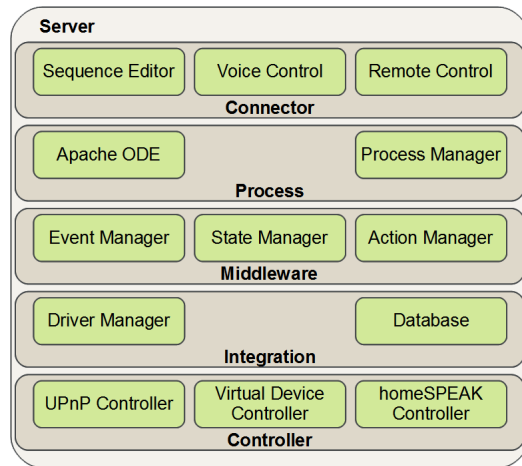 Server
Sequence Editor
Voice Control
Remote Control
Connector
Apache ODE
Process Manager
Process
Event Manager
State Manager
Action Manager
Middleware
Driver Manager
Database
Integration
UPnP Controller
Virtual Device
Controller
homeSPEAK
Controller
Controller